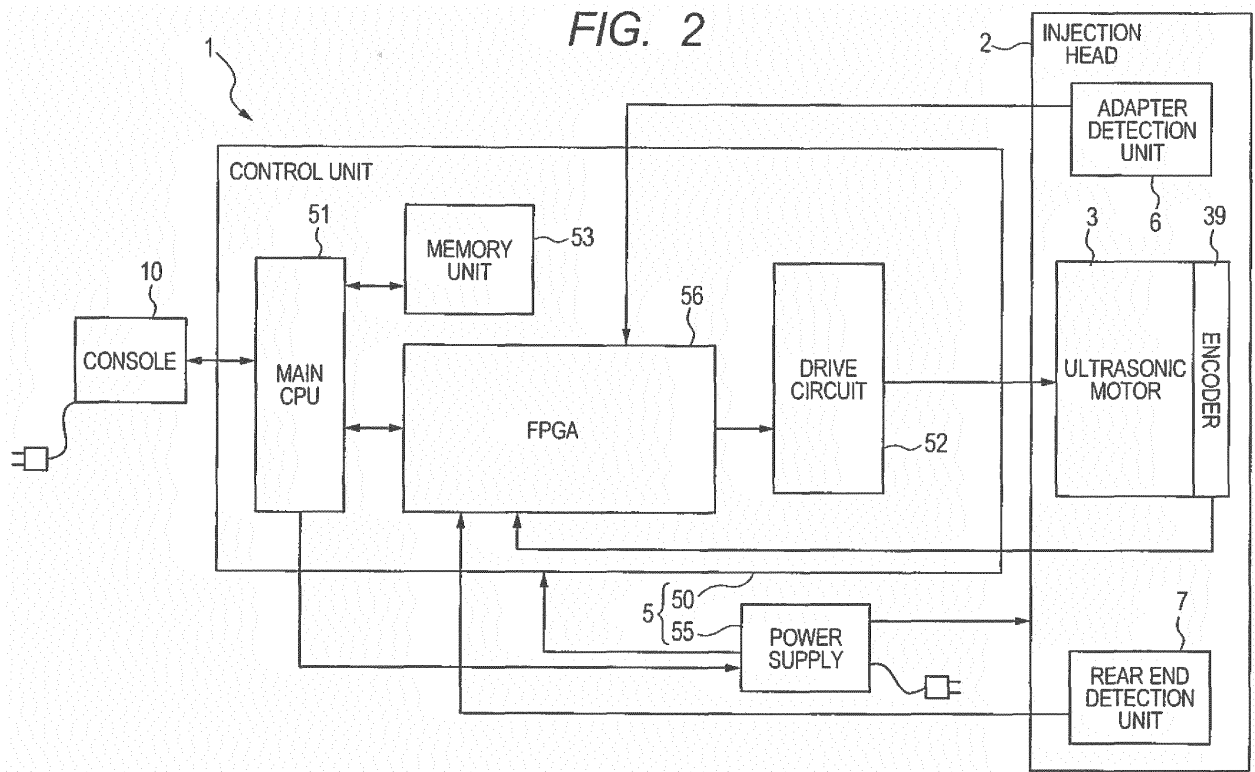 FIG. 2
1
2
INJECTION
HEAD
ADAPTER
DETECTION
UNIT
6
CONTROL UNIT
51
MEMORY
UNIT
53
3
39
10
CONSOLE
MAIN
CPU
56
FPGA
DRIVE
CIRCUIT
52
ULTRASONIC
MOTOR
ENCODER
5
50
55
POWER
SUPPLY
7
REAR END
DETECTION
UNIT